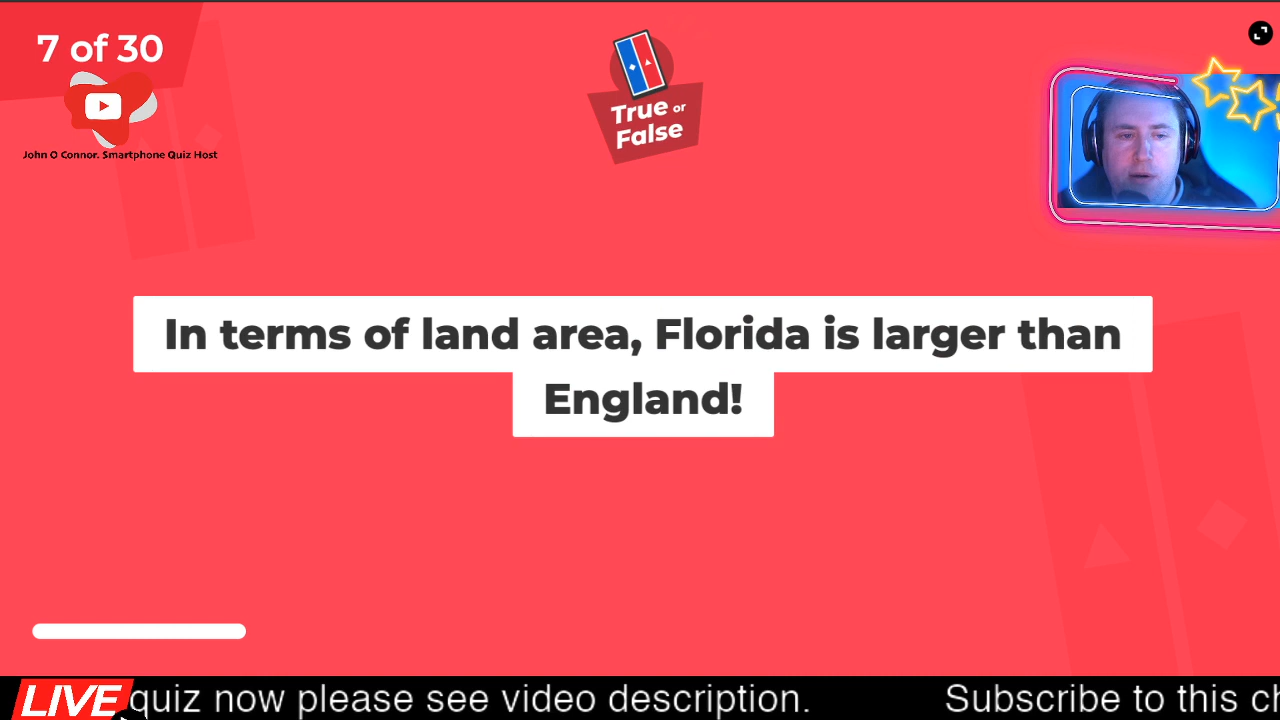 7 of 30
John O Connor. Smartphone Quiz Host
True or
False
In terms of land area, Florida is larger than
England!
LIVE quiz now please see video description. Subscribe to this ch